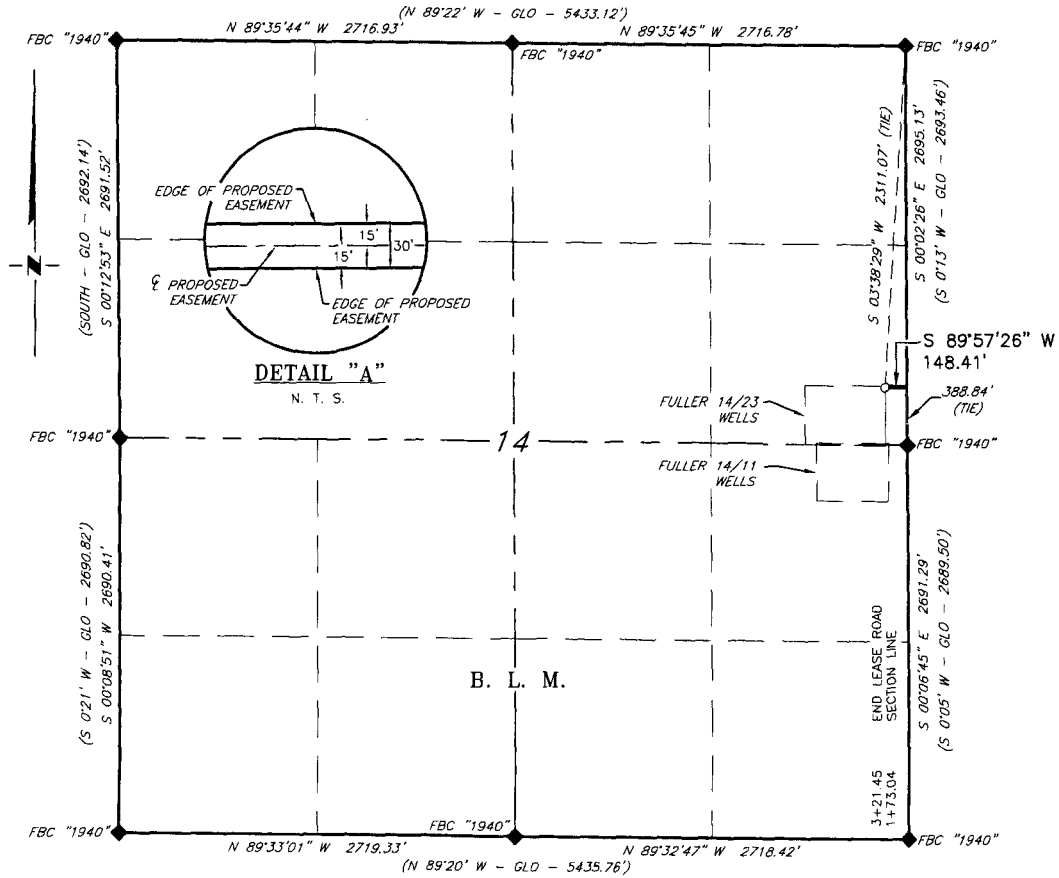 (N 89°22' W - GLO - 5433.12')
N 89°35'44" W 2716.93'
N 89°35'45" W 2716.78'
FBC "1940"
FBC "1940"
FBC "1940"
(SOUTH - GLO - 2692.14')
S 00°12'53" E 2691.52'
N
EDGE OF PROPOSED
EASEMENT
15'
30'
15'
℄ PROPOSED
EASEMENT
EDGE OF PROPOSED
EASEMENT
DETAIL "A"
N. T. S.
S 03°38'29" W 2311.07' (TIE)
S 00°02'26" E 2695.13'
(S 0°13' W - GLO - 2693.46')
S 89°57'26" W
148.41'
388.84'
(TIE)
FULLER 14/23
WELLS
FBC "1940"
14
FBC "1940"
FULLER 14/11
WELLS
(S 0°21' W - GLO - 2690.82')
S 00°08'51" W 2690.41'
B. L. M.
END LEASE ROAD
SECTION LINE
3+21.45
1+73.04
S 00°06'45" E 2691.29'
(S 0°05' W - GLO - 2689.50')
FBC "1940"
FBC "1940"
FBC "1940"
N 89°33'01" W 2719.33'
N 89°32'47" W 2718.42'
(N 89°20' W - GLO - 5435.76')